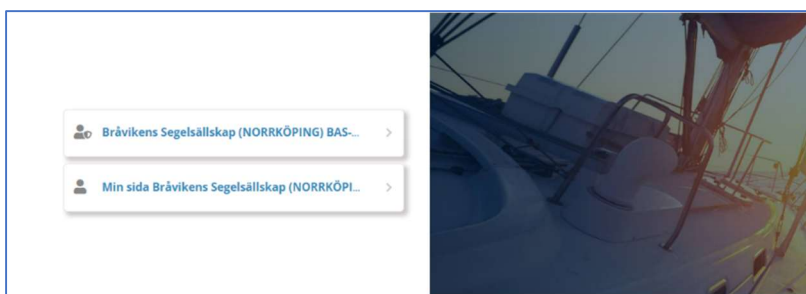 Bråvikens Segelsällskap (NORRKÖPING) BAS-...
Min sida Bråvikens Segelsällskap (NORRKÖPI...